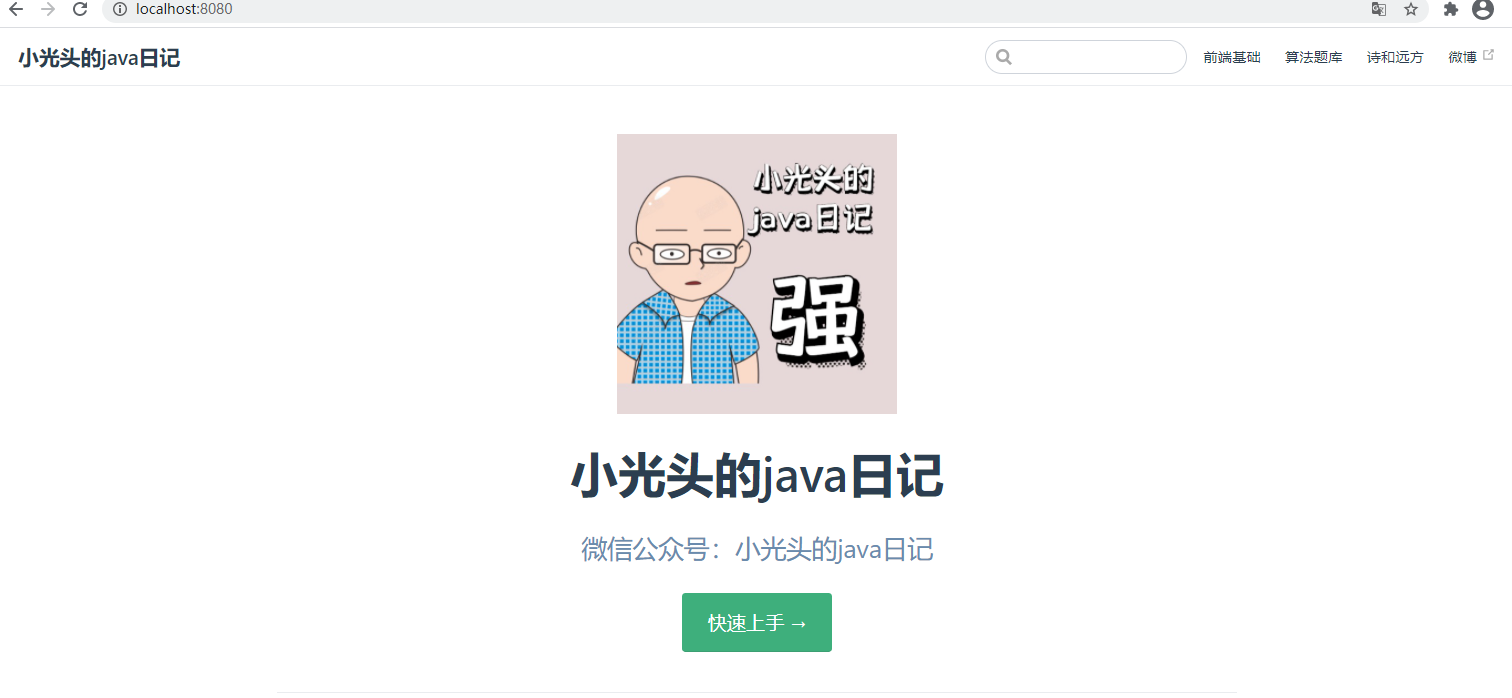 localhost:8080
小光头的java日记
前端基础 算法题库 诗和远方 微博
小光头的
java日记
强
小光头的java日记
微信公众号：小光头的java日记
快速上手 →